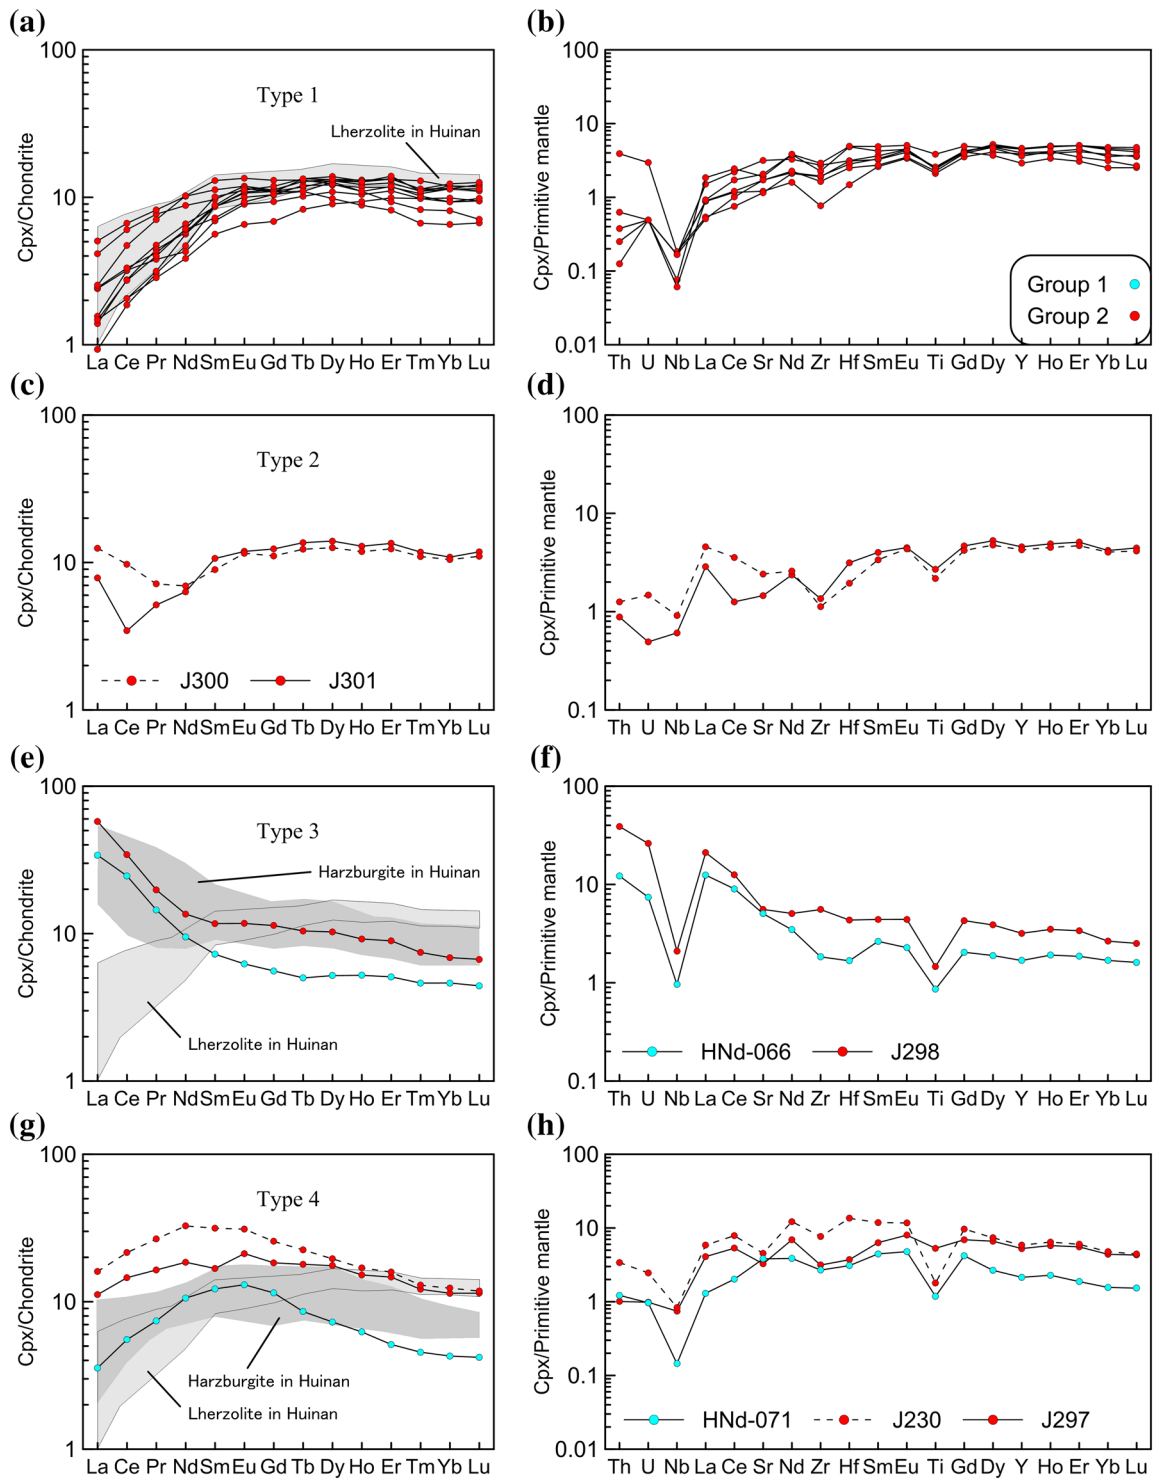 (a)
100
10
1
Cpx/Chondrite
Type 1
Lherzolite in Huinan
La Ce Pr Nd Sm Eu Gd Tb Dy Ho Er Tm Yb Lu
(b)
100
10
1
0.1
0.01
Cpx/Primitive mantle
Group 1
Group 2
Th U Nb La Ce Sr Nd Zr Hf Sm Eu Ti Gd Dy Y Ho Er Yb Lu
(c)
100
10
1
Cpx/Chondrite
Type 2
J300 J301
La Ce Pr Nd Sm Eu Gd Tb Dy Ho Er Tm Yb Lu
(d)
100
10
1
0.1
Cpx/Primitive mantle
Th U Nb La Ce Sr Nd Zr Hf Sm Eu Ti Gd Dy Y Ho Er Yb Lu
(e)
100
10
1
Cpx/Chondrite
Type 3
Harzburgite in Huinan
Lherzolite in Huinan
La Ce Pr Nd Sm Eu Gd Tb Dy Ho Er Tm Yb Lu
(f)
100
10
1
0.1
Cpx/Primitive mantle
HNd-066 J298
Th U Nb La Ce Sr Nd Zr Hf Sm Eu Ti Gd Dy Y Ho Er Yb Lu
(g)
100
10
1
Cpx/Chondrite
Type 4
Harzburgite in Huinan
Lherzolite in Huinan
La Ce Pr Nd Sm Eu Gd Tb Dy Ho Er Tm Yb Lu
(h)
100
10
1
0.1
0.01
Cpx/Primitive mantle
HNd-071 J230 J297
Th U Nb La Ce Sr Nd Zr Hf Sm Eu Ti Gd Dy Y Ho Er Yb Lu